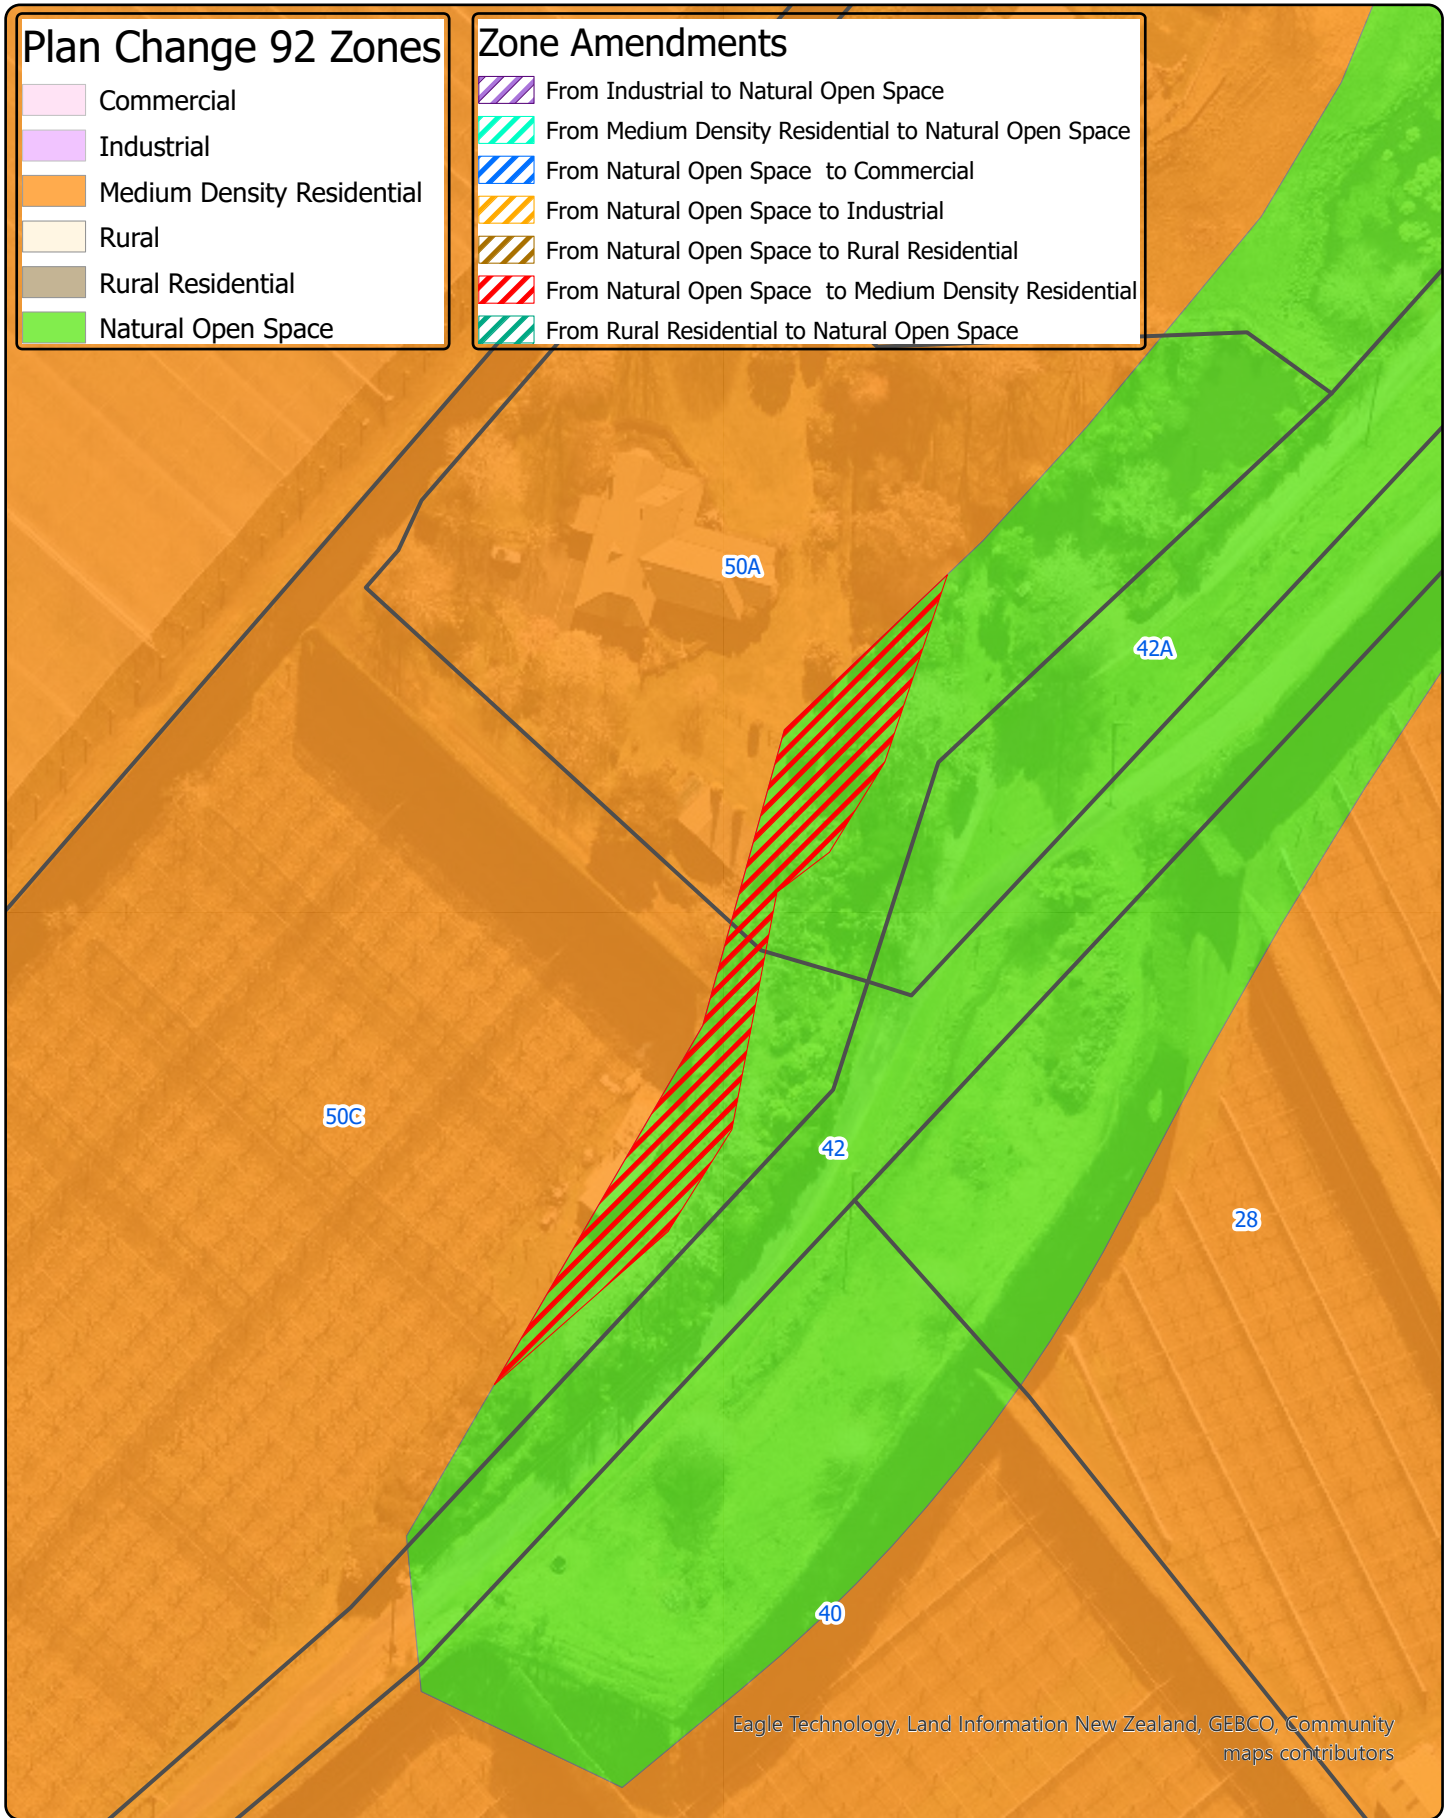 Plan Change 92 Zones
Commercial
Industrial
Medium Density Residential
Rural
Rural Residential
Natural Open Space
Zone Amendments
From Industrial to Natural Open Space
From Medium Density Residential to Natural Open Space
From Natural Open Space  to Commercial
From Natural Open Space to Industrial
From Natural Open Space to Rural Residential
From Natural Open Space  to Medium Density Residential
From Rural Residential to Natural Open Space
50A
42A
50C
42
28
40
Eagle Technology, Land Information New Zealand, GEBCO, Community
maps contributors